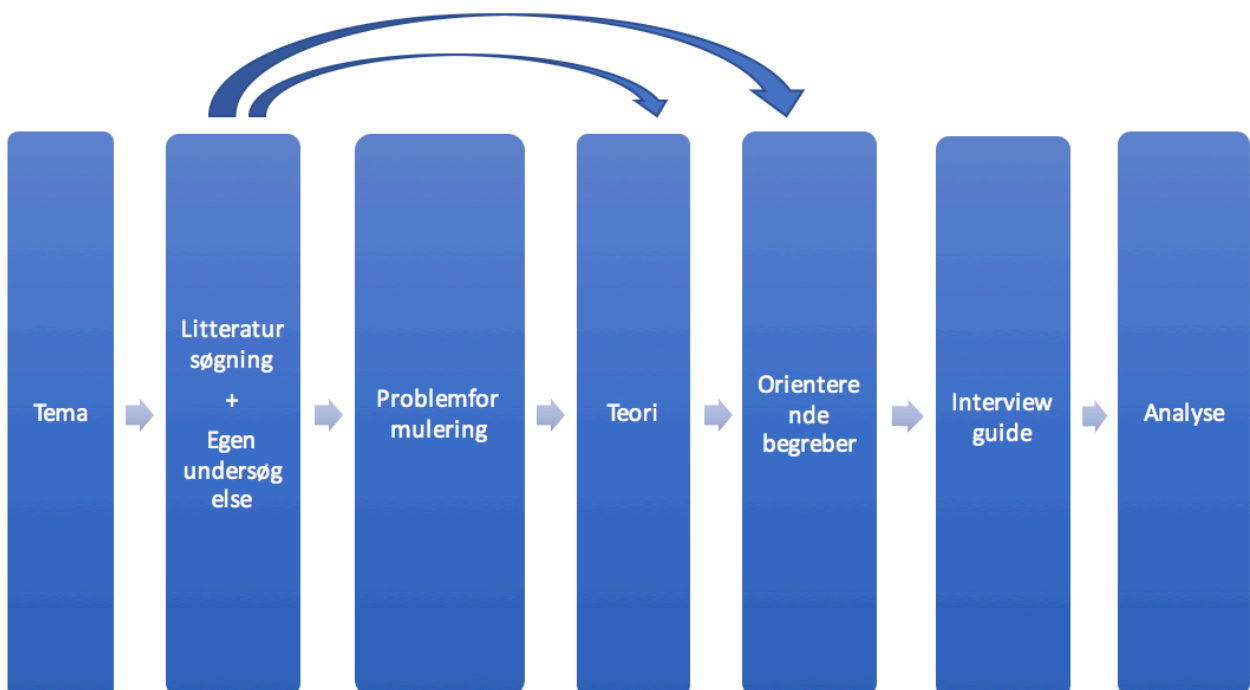 Tema
Litteratur
søgning
+
Egen
undersøg
else
Problemfor
mulering
Teori
Orientere
nde
begreber
Interview
guide
Analyse